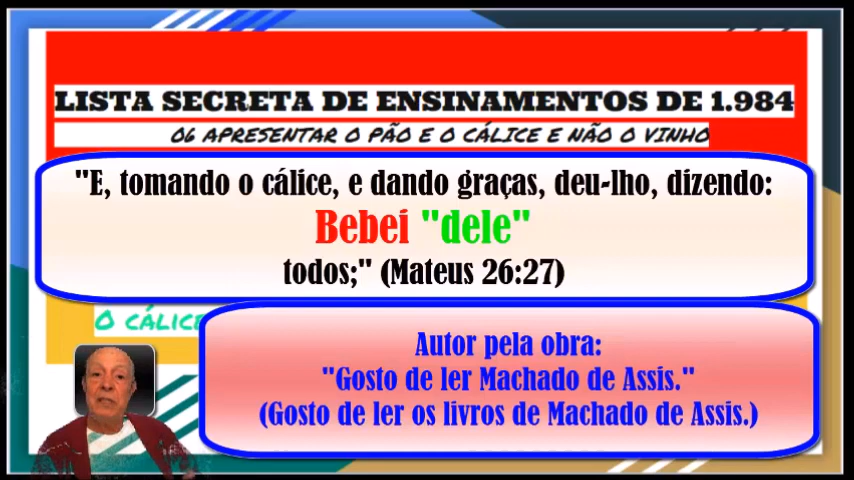 LISTA SECRETA DE ENSINAMENTOS DE 1.984
06 APRESENTAR O PÃO E O CÁLICE E NÃO O VINHO
"E, tomando o cálice, e dando graças, deu-lho, dizendo:
Bebei "dele"
todos;" (Mateus 26:27)
O CÁLICE
Autor pela obra:
"Gosto de ler Machado de Assis."
(Gosto de ler os livros de Machado de Assis.)